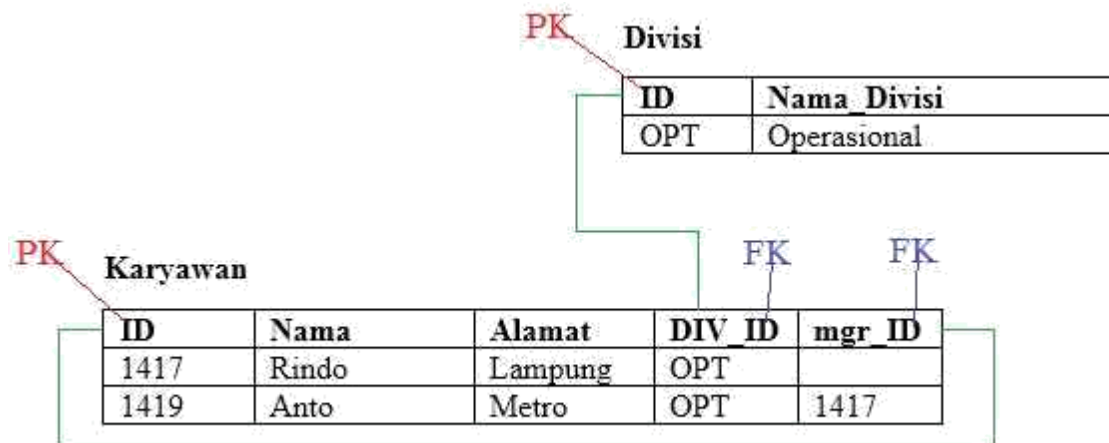 PK
Divisi
ID Nama_Divisi
OPT Operasional
PK
Karyawan
FK FK
ID Nama Alamat DIV_ID mgr_ID
1417 Rindo Lampung OPT
1419 Anto Metro OPT 1417